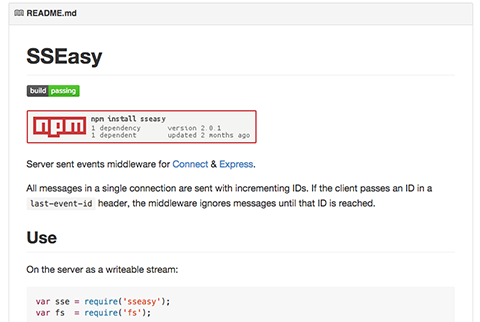 README.md
SSEasy
build passing
npm npm install sseasy
1 dependency version 2.0.1
1 dependent updated 2 months ago
Server sent events middleware for Connect & Express.
All messages in a single connection are sent with incrementing IDs. If the client passes an ID in a
last-event-id header, the middleware ignores messages until that ID is reached.
Use
On the server as a writeable stream:
var sse = require('sseasy');
var fs = require('fs');